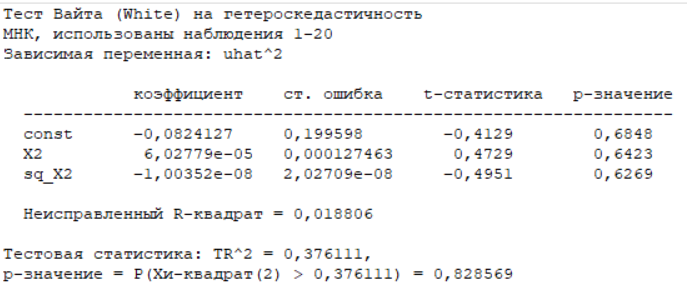 Тест Вайта (White) на гетероскедастичность
МНК, использованы наблюдения 1-20
Зависимая переменная: uhat^2
коэффициент ст. ошибка t-статистика p-значение
const -0,0824127 0,199598 -0,4129 0,6848
X2 6,02779e-05 0,000127463 0,4729 0,6423
sq_X2 -1,00352e-08 2,02709e-08 -0,4951 0,6269
Неисправленный R-квадрат = 0,018806
Тестовая статистика: TR^2 = 0,376111,
p-значение = P(Хи-квадрат(2) > 0,376111) = 0,828569